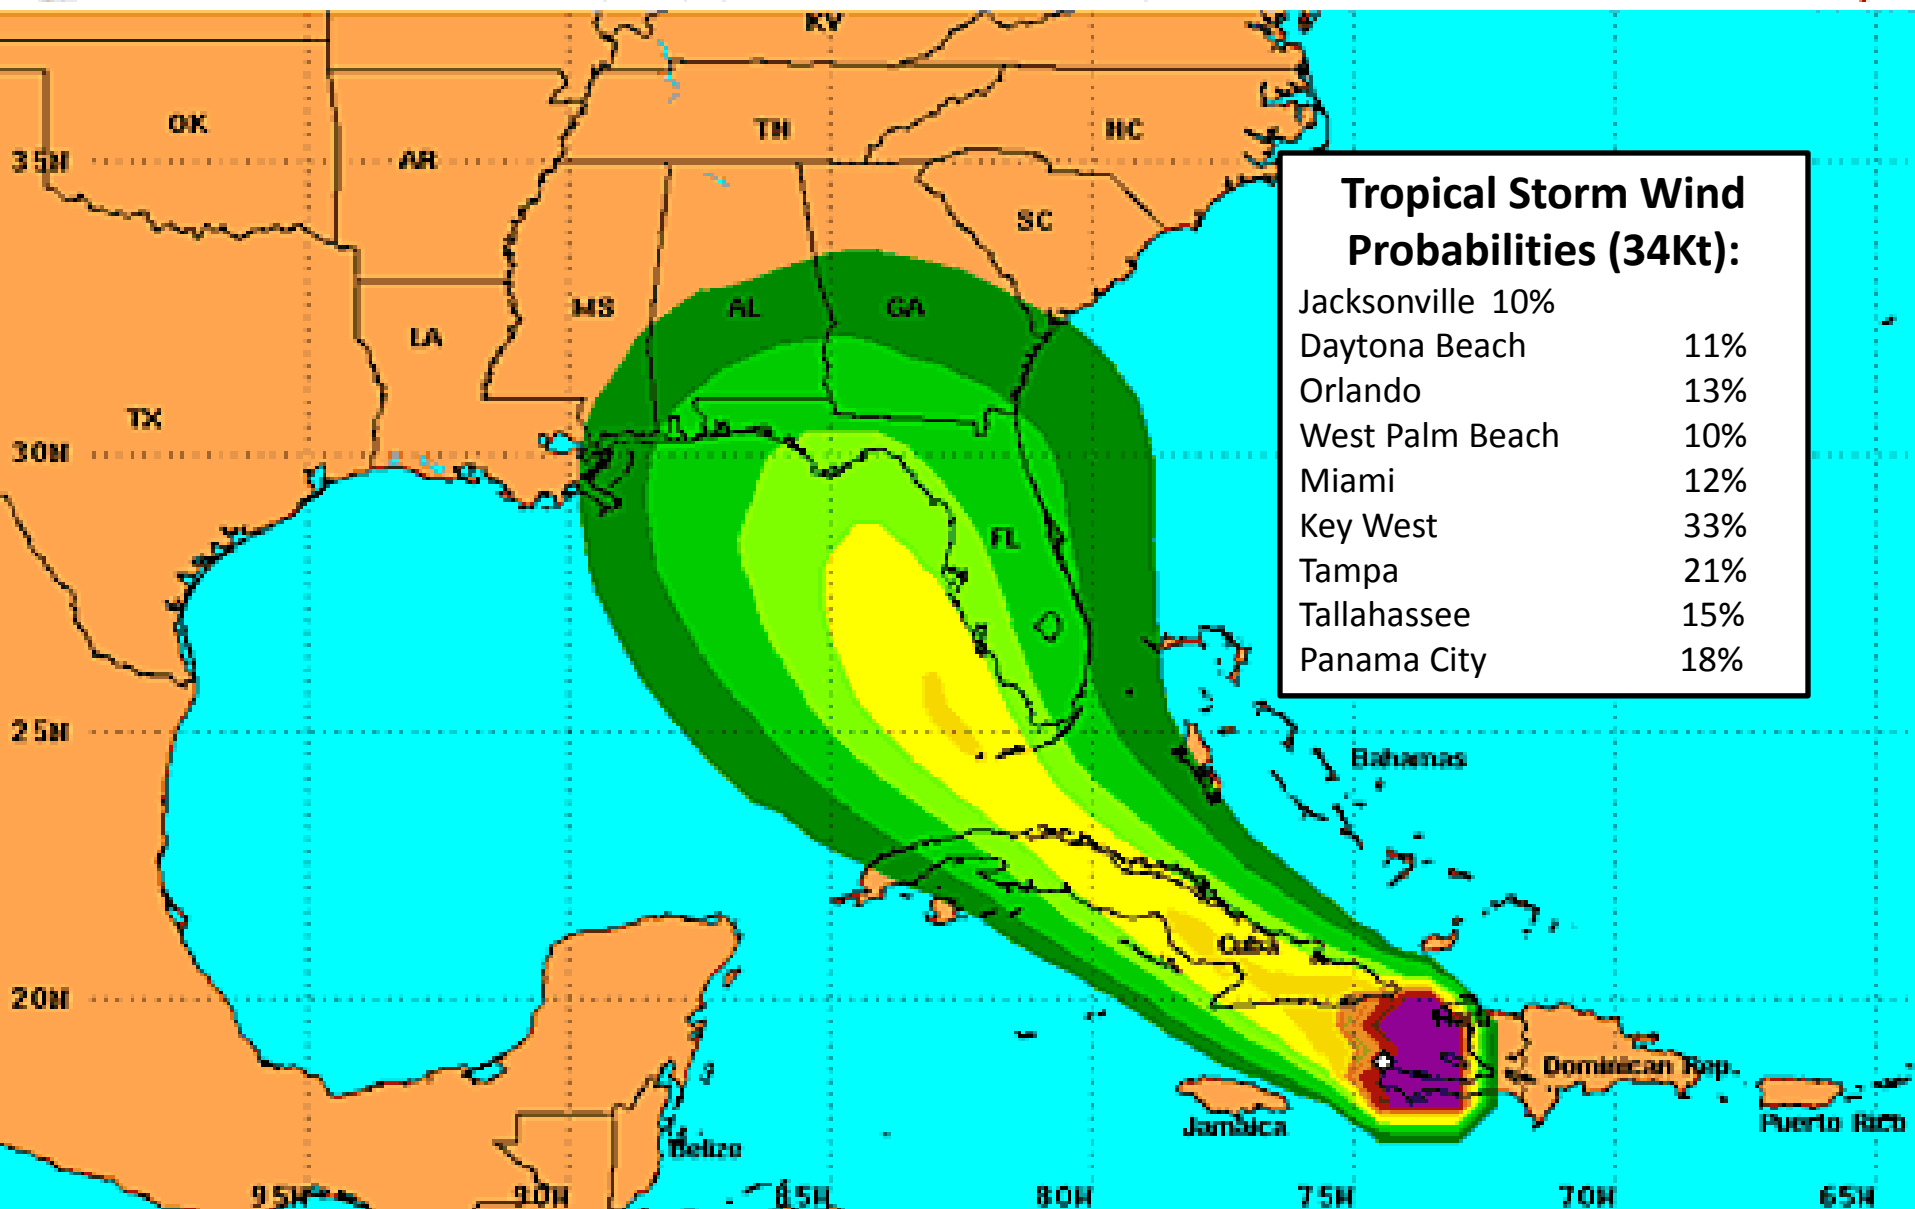 KY
OK
TN
NC
35N
AR
Tropical Storm Wind
Probabilities (34Kt):
SC
Jacksonville 10%
MS
AL
GA
LA
Daytona Beach 11%
Orlando 13%
TX
West Palm Beach 10%
30N
Miami 12%
Key West 33%
FL
Tampa 21%
Tallahassee 15%
Panama City 18%
25N
Bahamas
Cuba
20N
Dominican Rep.
Jamaica
Puerto Rico
Belize
95W 90W 85W 80W 75W 70W 65W